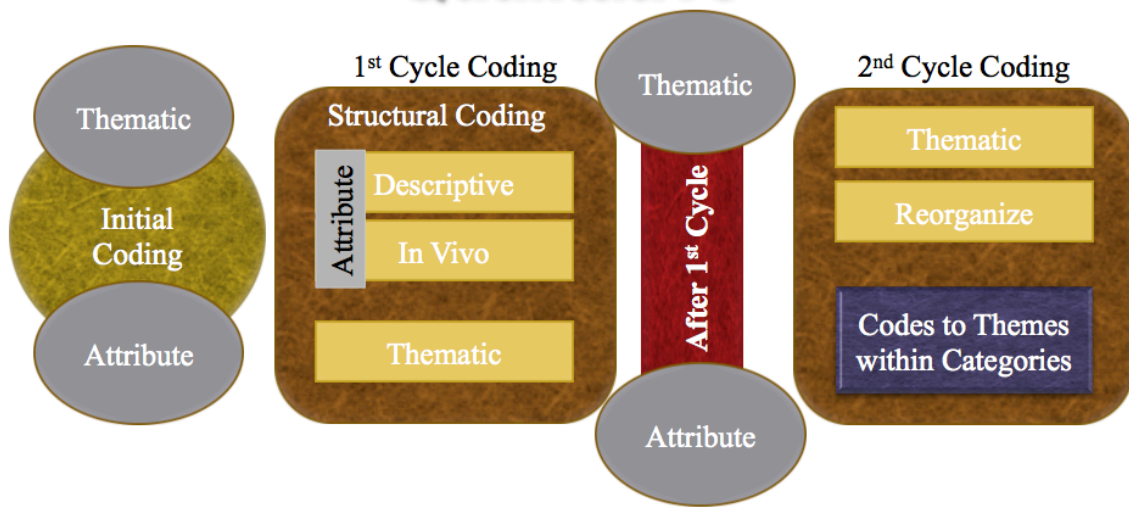 Thematic
Initial
Coding
Attribute
1st Cycle Coding
Structural Coding
Attribute
Descriptive
In Vivo
Thematic
Thematic
After 1st Cycle
Attribute
2nd Cycle Coding
Thematic
Reorganize
Codes to Themes
within Categories